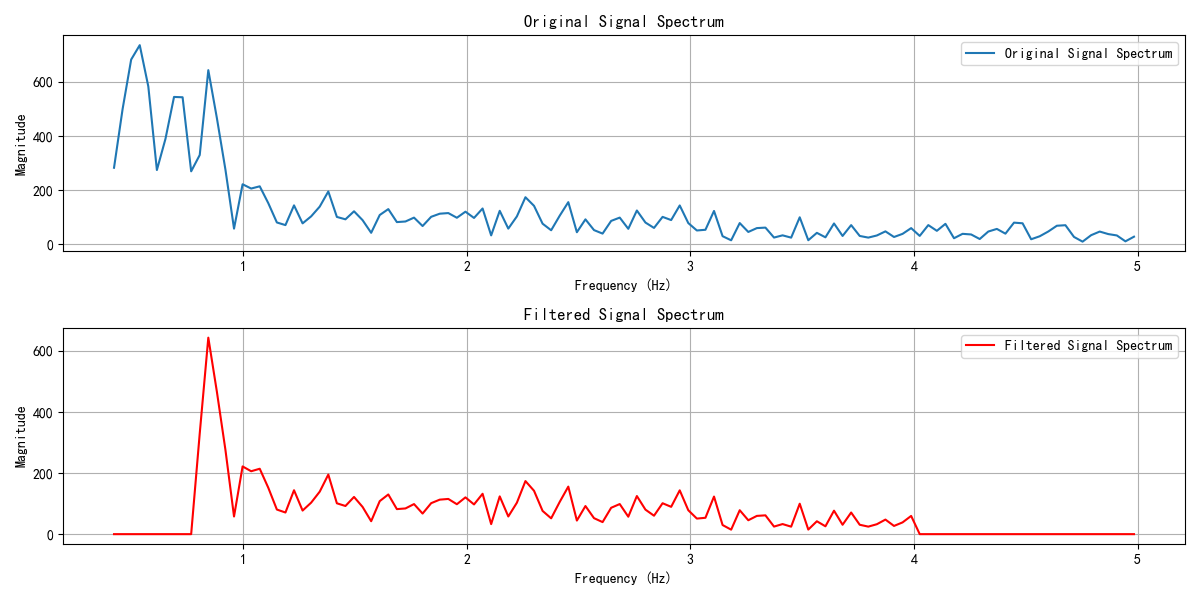 Original Signal Spectrum
Original Signal Spectrum
Magnitude
600
400
200
0
1 2 3 4 5
Frequency (Hz)
Filtered Signal Spectrum
Filtered Signal Spectrum
Magnitude
600
400
200
0
1 2 3 4 5
Frequency (Hz)